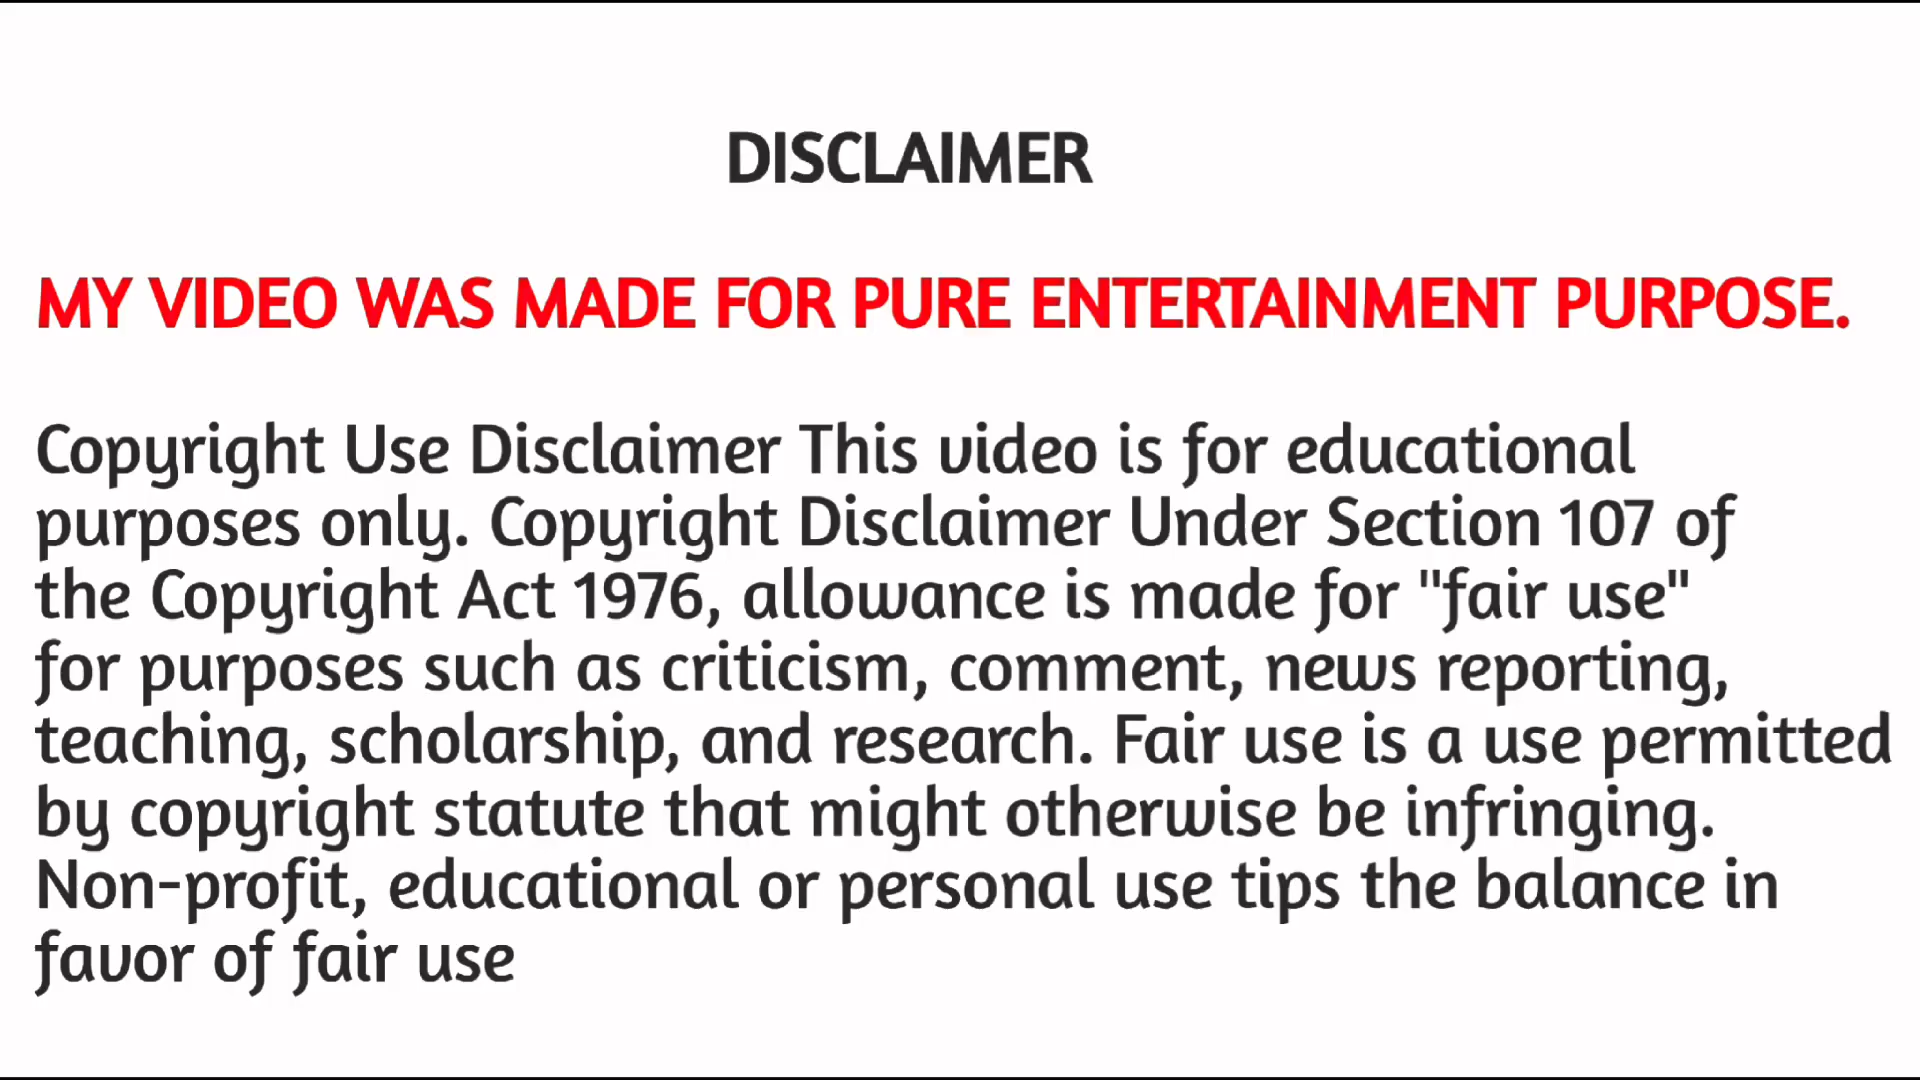 DISCLAIMER
MY VIDEO WAS MADE FOR PURE ENTERTAINMENT PURPOSE.
Copyright Use Disclaimer This video is for educational
purposes only. Copyright Disclaimer Under Section 107 of
the Copyright Act 1976, allowance is made for "fair use"
for purposes such as criticism, comment, news reporting,
teaching, scholarship, and research. Fair use is a use permitted
by copyright statute that might otherwise be infringing.
Non-profit, educational or personal use tips the balance in
favor of fair use